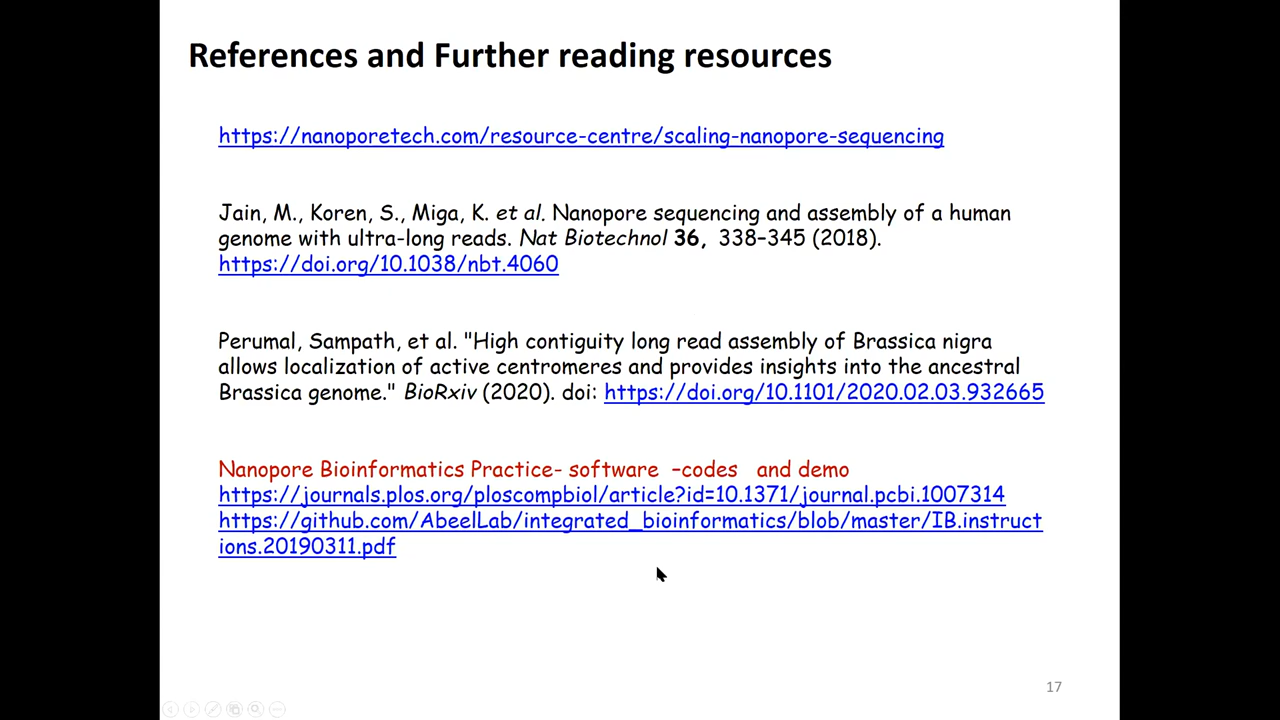 References and Further reading resources
https://nanoporetech.com/resource-centre/scaling-nanopore-sequencing
Jain, M., Koren, S., Miga, K. et al. Nanopore sequencing and assembly of a human
genome with ultra-long reads. Nat Biotechnol 36, 338–345 (2018).
https://doi.org/10.1038/nbt.4060
Perumal, Sampath, et al. "High contiguity long read assembly of Brassica nigra
allows localization of active centromeres and provides insights into the ancestral
Brassica genome." BioRxiv (2020). doi: https://doi.org/10.1101/2020.02.03.932665
Nanopore Bioinformatics Practice- software –codes and demo
https://journals.plos.org/ploscompbiol/article?id=10.1371/journal.pcbi.1007314
https://github.com/AbeelLab/integrated_bioinformatics/blob/master/IB.instruct
ions.20190311.pdf
17